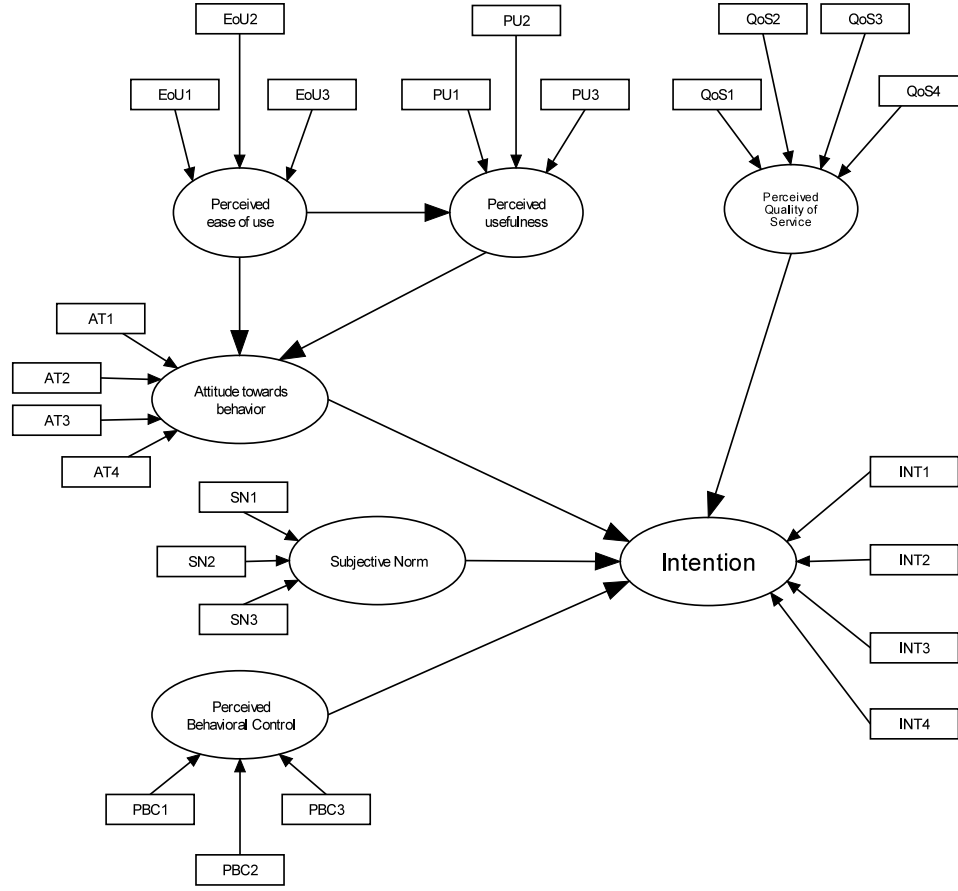 EoU2
PU2
QoS2
QoS3
EoU1
EoU3
PU1
PU3
QoS1
QoS4
Perceived
ease of use
Perceived
usefulness
Perceived
Quality of
Service
AT1
AT2
AT3
AT4
Attitude towards
behavior
SN1
SN2
SN3
Subjective Norm
Intention
INT1
INT2
INT3
INT4
Perceived
Behavioral Control
PBC1
PBC2
PBC3